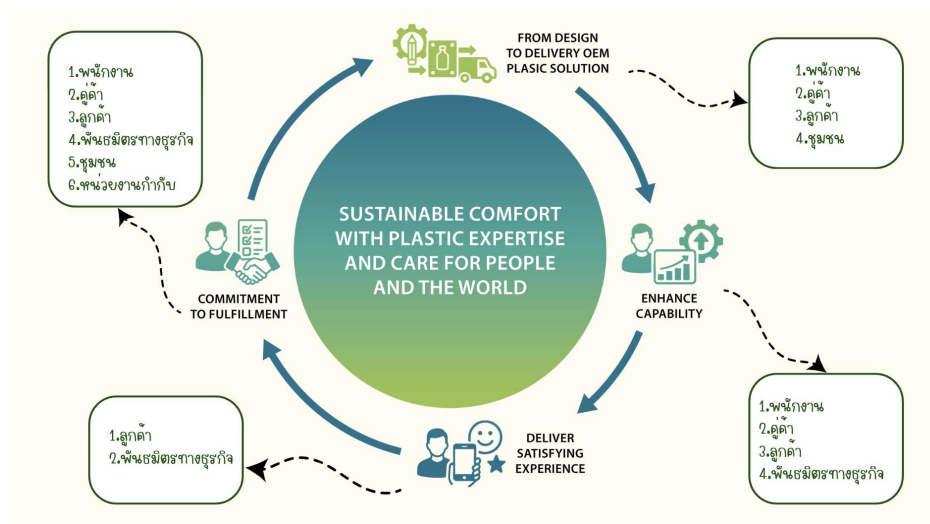 FROM DESIGN
TO DELIVERY OEM
PLASIC SOLUTION
1.พนักงาน
2.คู่ค้า
3.ลูกค้า
4.ชุมชน
ENHANCE
CAPABILITY
1.พนักงาน
2.คู่ค้า
3.ลูกค้า
4.พันธมิตรทางธุรกิจ
DELIVER
SATISFYING
EXPERIENCE
1.ลูกค้า
2.พันธมิตรทางธุรกิจ
COMMITMENT
TO FULFILLMENT
1.พนักงาน
2.คู่ค้า
3.ลูกค้า
4.พันธมิตรทางธุรกิจ
5.ชุมชน
6.หน่วยงานกำกับ
SUSTAINABLE COMFORT
WITH PLASTIC EXPERTISE
AND CARE FOR PEOPLE
AND THE WORLD